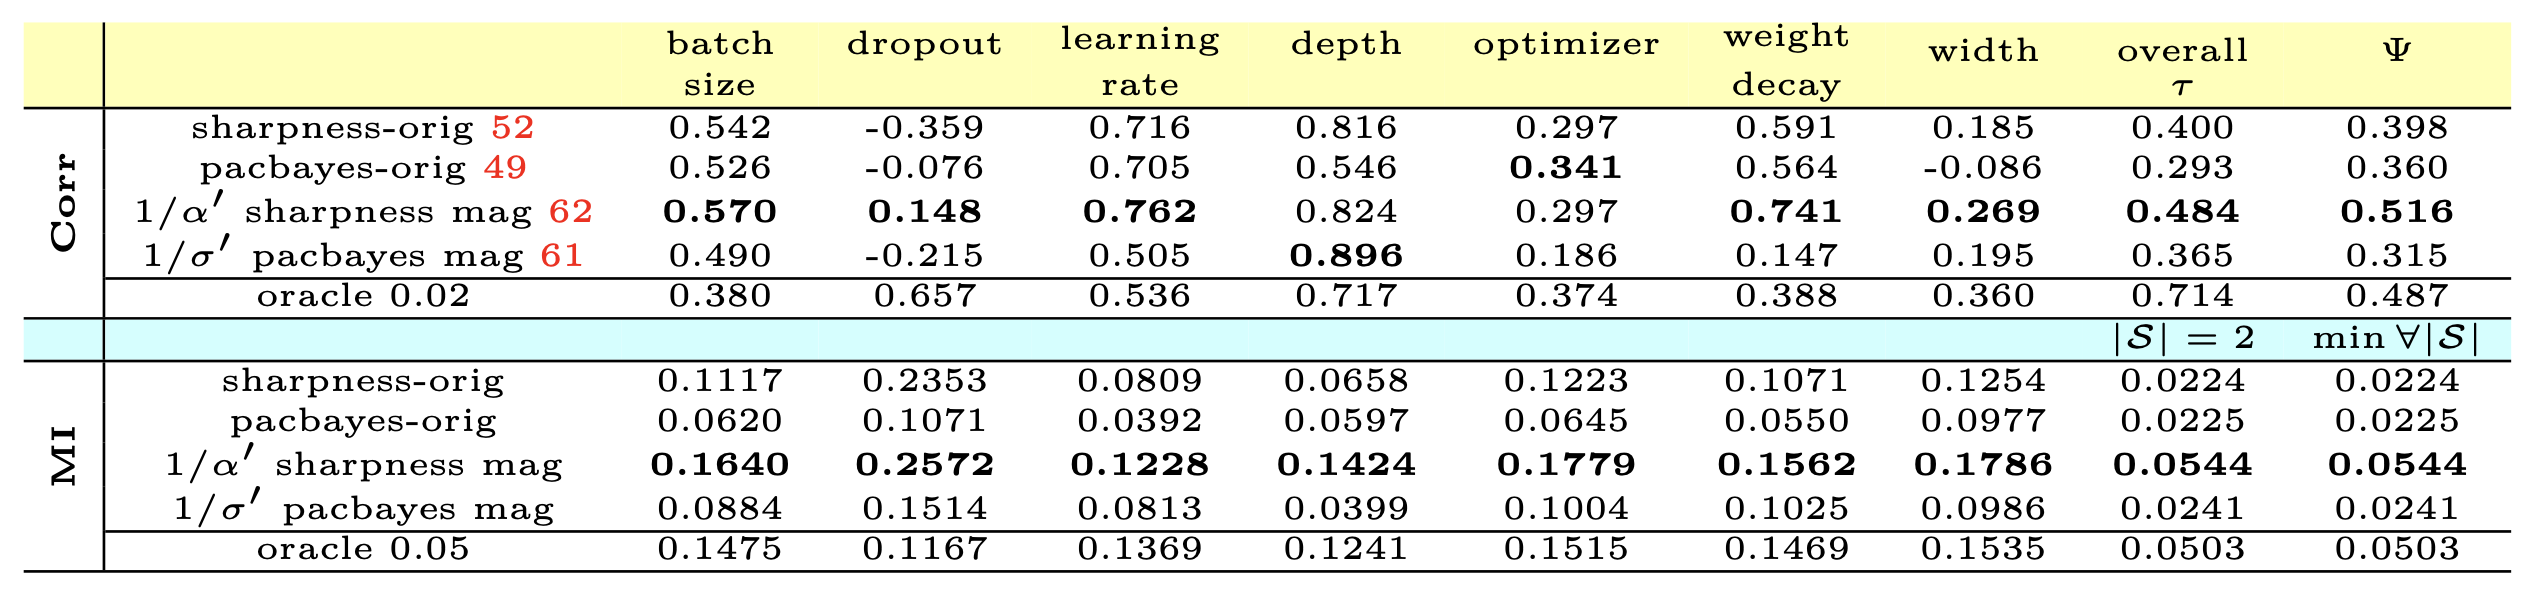 batch size dropout learning rate depth optimizer weight decay width overall τ Ψ
Corr
sharpness-orig 52 0.542 -0.359 0.716 0.816 0.297 0.591 0.185 0.400 0.398
pacbayes-orig 49 0.526 -0.076 0.705 0.546 0.341 0.564 -0.086 0.293 0.360
1/α′ sharpness mag 62 0.570 0.148 0.762 0.824 0.297 0.741 0.269 0.484 0.516
1/σ′ pacbayes mag 61 0.490 -0.215 0.505 0.896 0.186 0.147 0.195 0.365 0.315
oracle 0.02 0.380 0.657 0.536 0.717 0.374 0.388 0.360 0.714 0.487
|𝒮| = 2 min ∀|𝒮|
MI
sharpness-orig 0.1117 0.2353 0.0809 0.0658 0.1223 0.1071 0.1254 0.0224 0.0224
pacbayes-orig 0.0620 0.1071 0.0392 0.0597 0.0645 0.0550 0.0977 0.0225 0.0225
1/α′ sharpness mag 0.1640 0.2572 0.1228 0.1424 0.1779 0.1562 0.1786 0.0544 0.0544
1/σ′ pacbayes mag 0.0884 0.1514 0.0813 0.0399 0.1004 0.1025 0.0986 0.0241 0.0241
oracle 0.05 0.1475 0.1167 0.1369 0.1241 0.1515 0.1469 0.1535 0.0503 0.0503